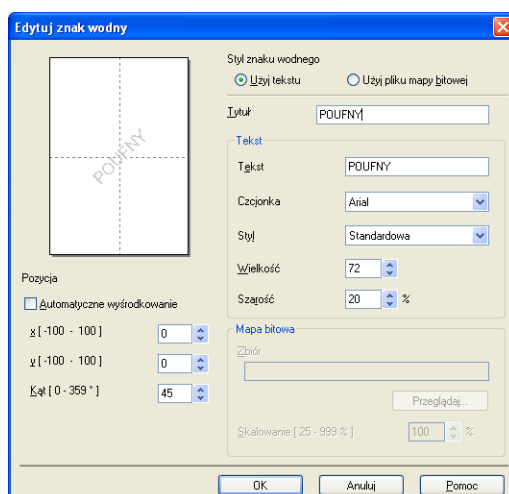 Edytuj znak wodny
POUFNY
Styl znaku wodnego
Użyj tekstu
Użyj pliku mapy bitowej
Tytuł
POUFNY
Tekst
Tekst
POUFNY
Czcjonka
Arial
Styl
Standardowa
Wielkość
72
Szarość
20 %
Pozycja
Automatyczne wyśrodkowanie
x [ -100 - 100 ]
0
y [ -100 - 100 ]
0
Kąt [ 0 - 359 ° ]
45
Mapa bitowa
Zbiór
Przeglądaj...
Skalowanie [ 25 - 999 % ]
100 %
OK
Anuluj
Pomoc